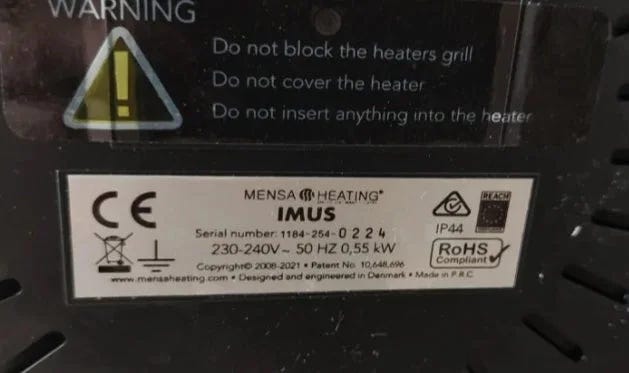 WARNING
Do not block the heaters grill
Do not cover the heater
Do not insert anything into the heater
CE
MENSA HEATING®
IMUS
Serial number: 1184-254-0224
230-240V~ 50 HZ 0,55 kW
Copyright© 2008-2021 • Patent No. 10,648,696
www.mensaheating.com • Designed and engineered in Denmark • Made in P.R.C
IP44
REACH
RoHS
Compliant